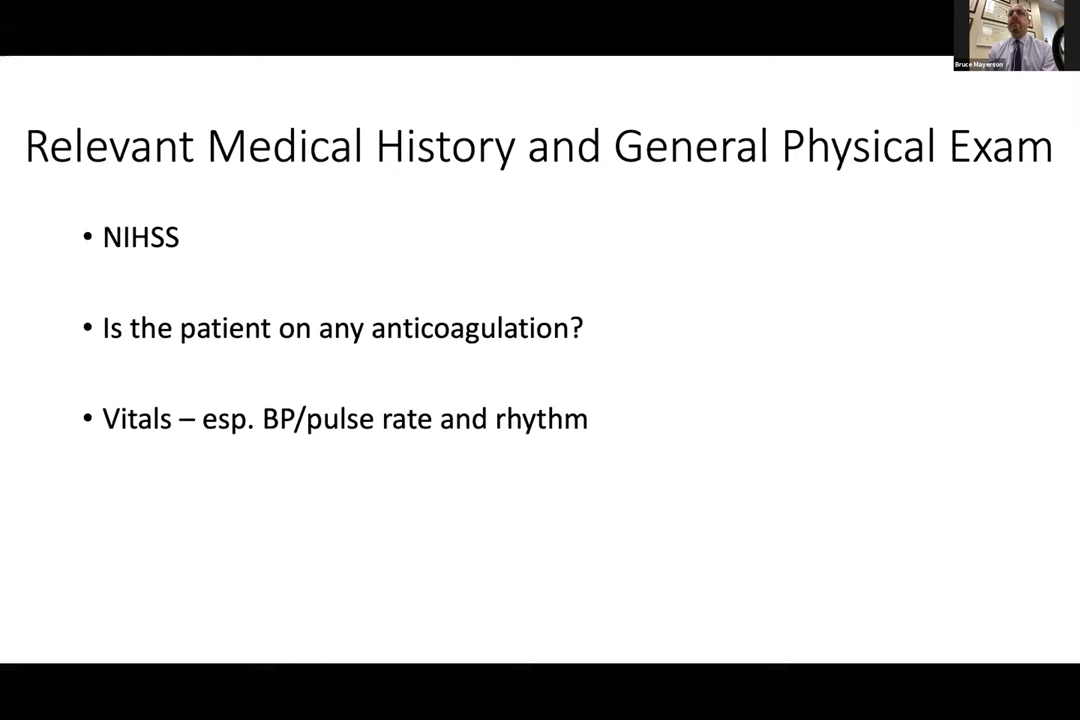 Bruce Mayerson
Relevant Medical History and General Physical Exam
• NIHSS
• Is the patient on any anticoagulation?
• Vitals – esp. BP/pulse rate and rhythm